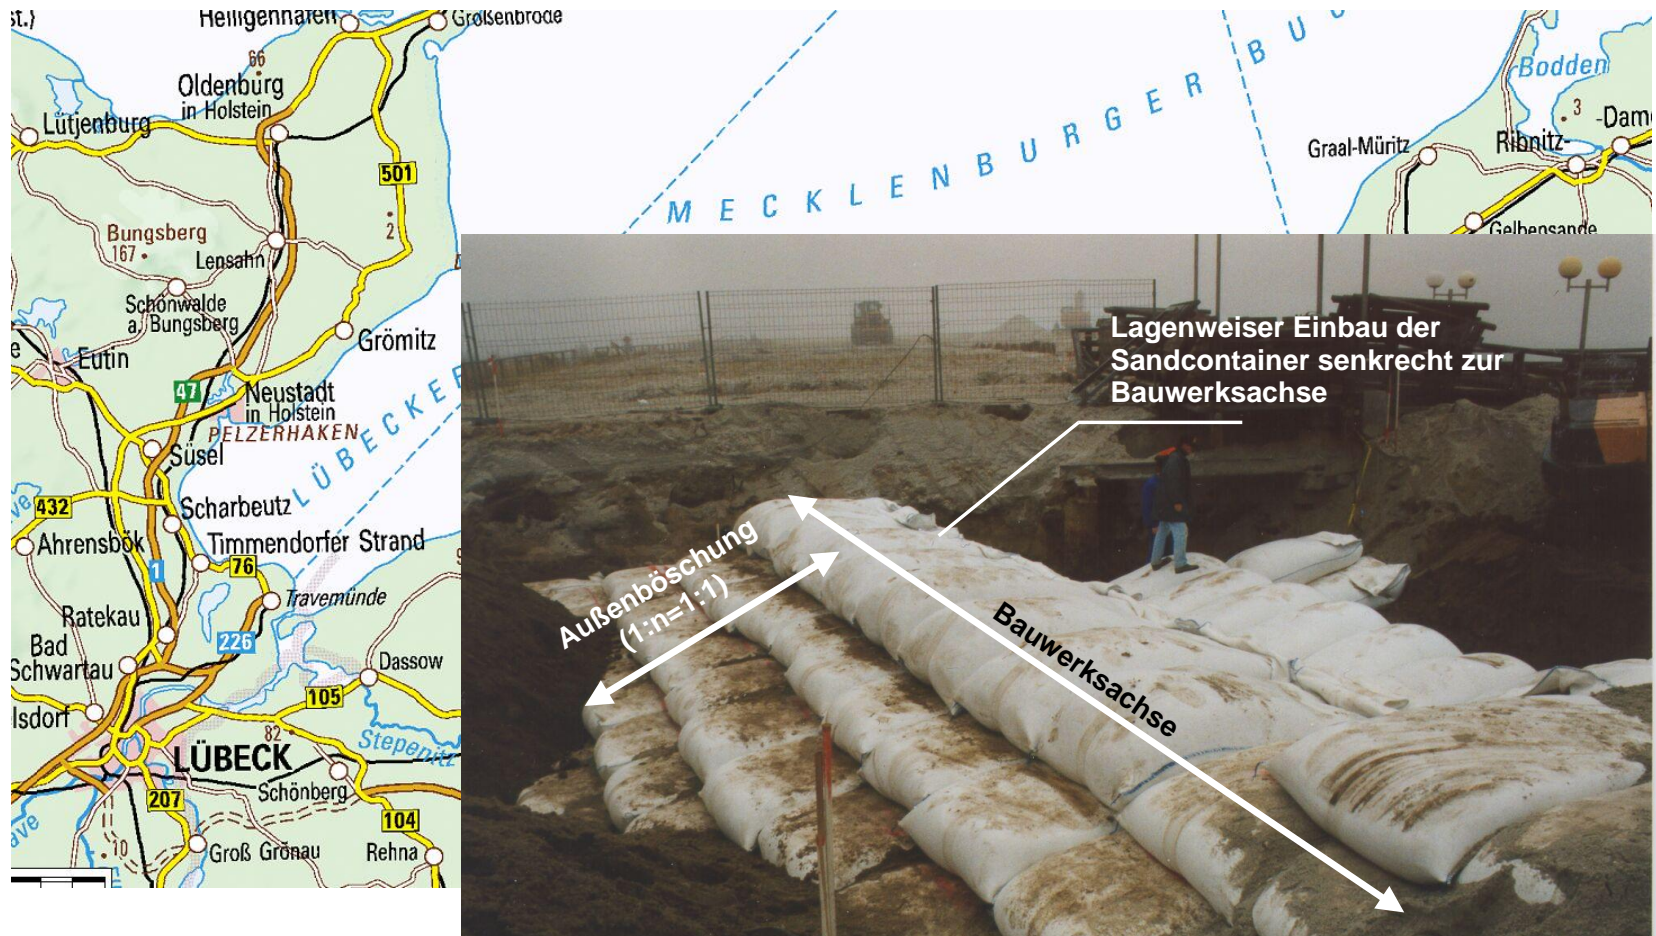 Heiligenhafen
Großenbrode
66
Oldenburg
in Holstein
Lütjenburg
501
2
Bungsberg
167
Lensahn
Schönwalde
a. Bungsberg
Grömitz
Eutin
47
Neustadt
in Holstein
PELZERHAKEN
Süsel
LÜBECKE
432
Scharbeutz
Ahrensbök
Timmendorfer Strand
1
76
Travemünde
Ratekau
226
Bad
Schwartau
Dassow
105
lsdorf
82
Stepenitz
LÜBECK
Schönberg
207
104
10
Groß Grönau
Rehna
MECKLENBURGER BUC
Bodden
3
-Dam
Graal-Müritz
Ribnitz-
Gelbensande
Lagenweiser Einbau der
Sandcontainer senkrecht zur
Bauwerksachse
Außenböschung
(1:n=1:1)
Bauwerksachse